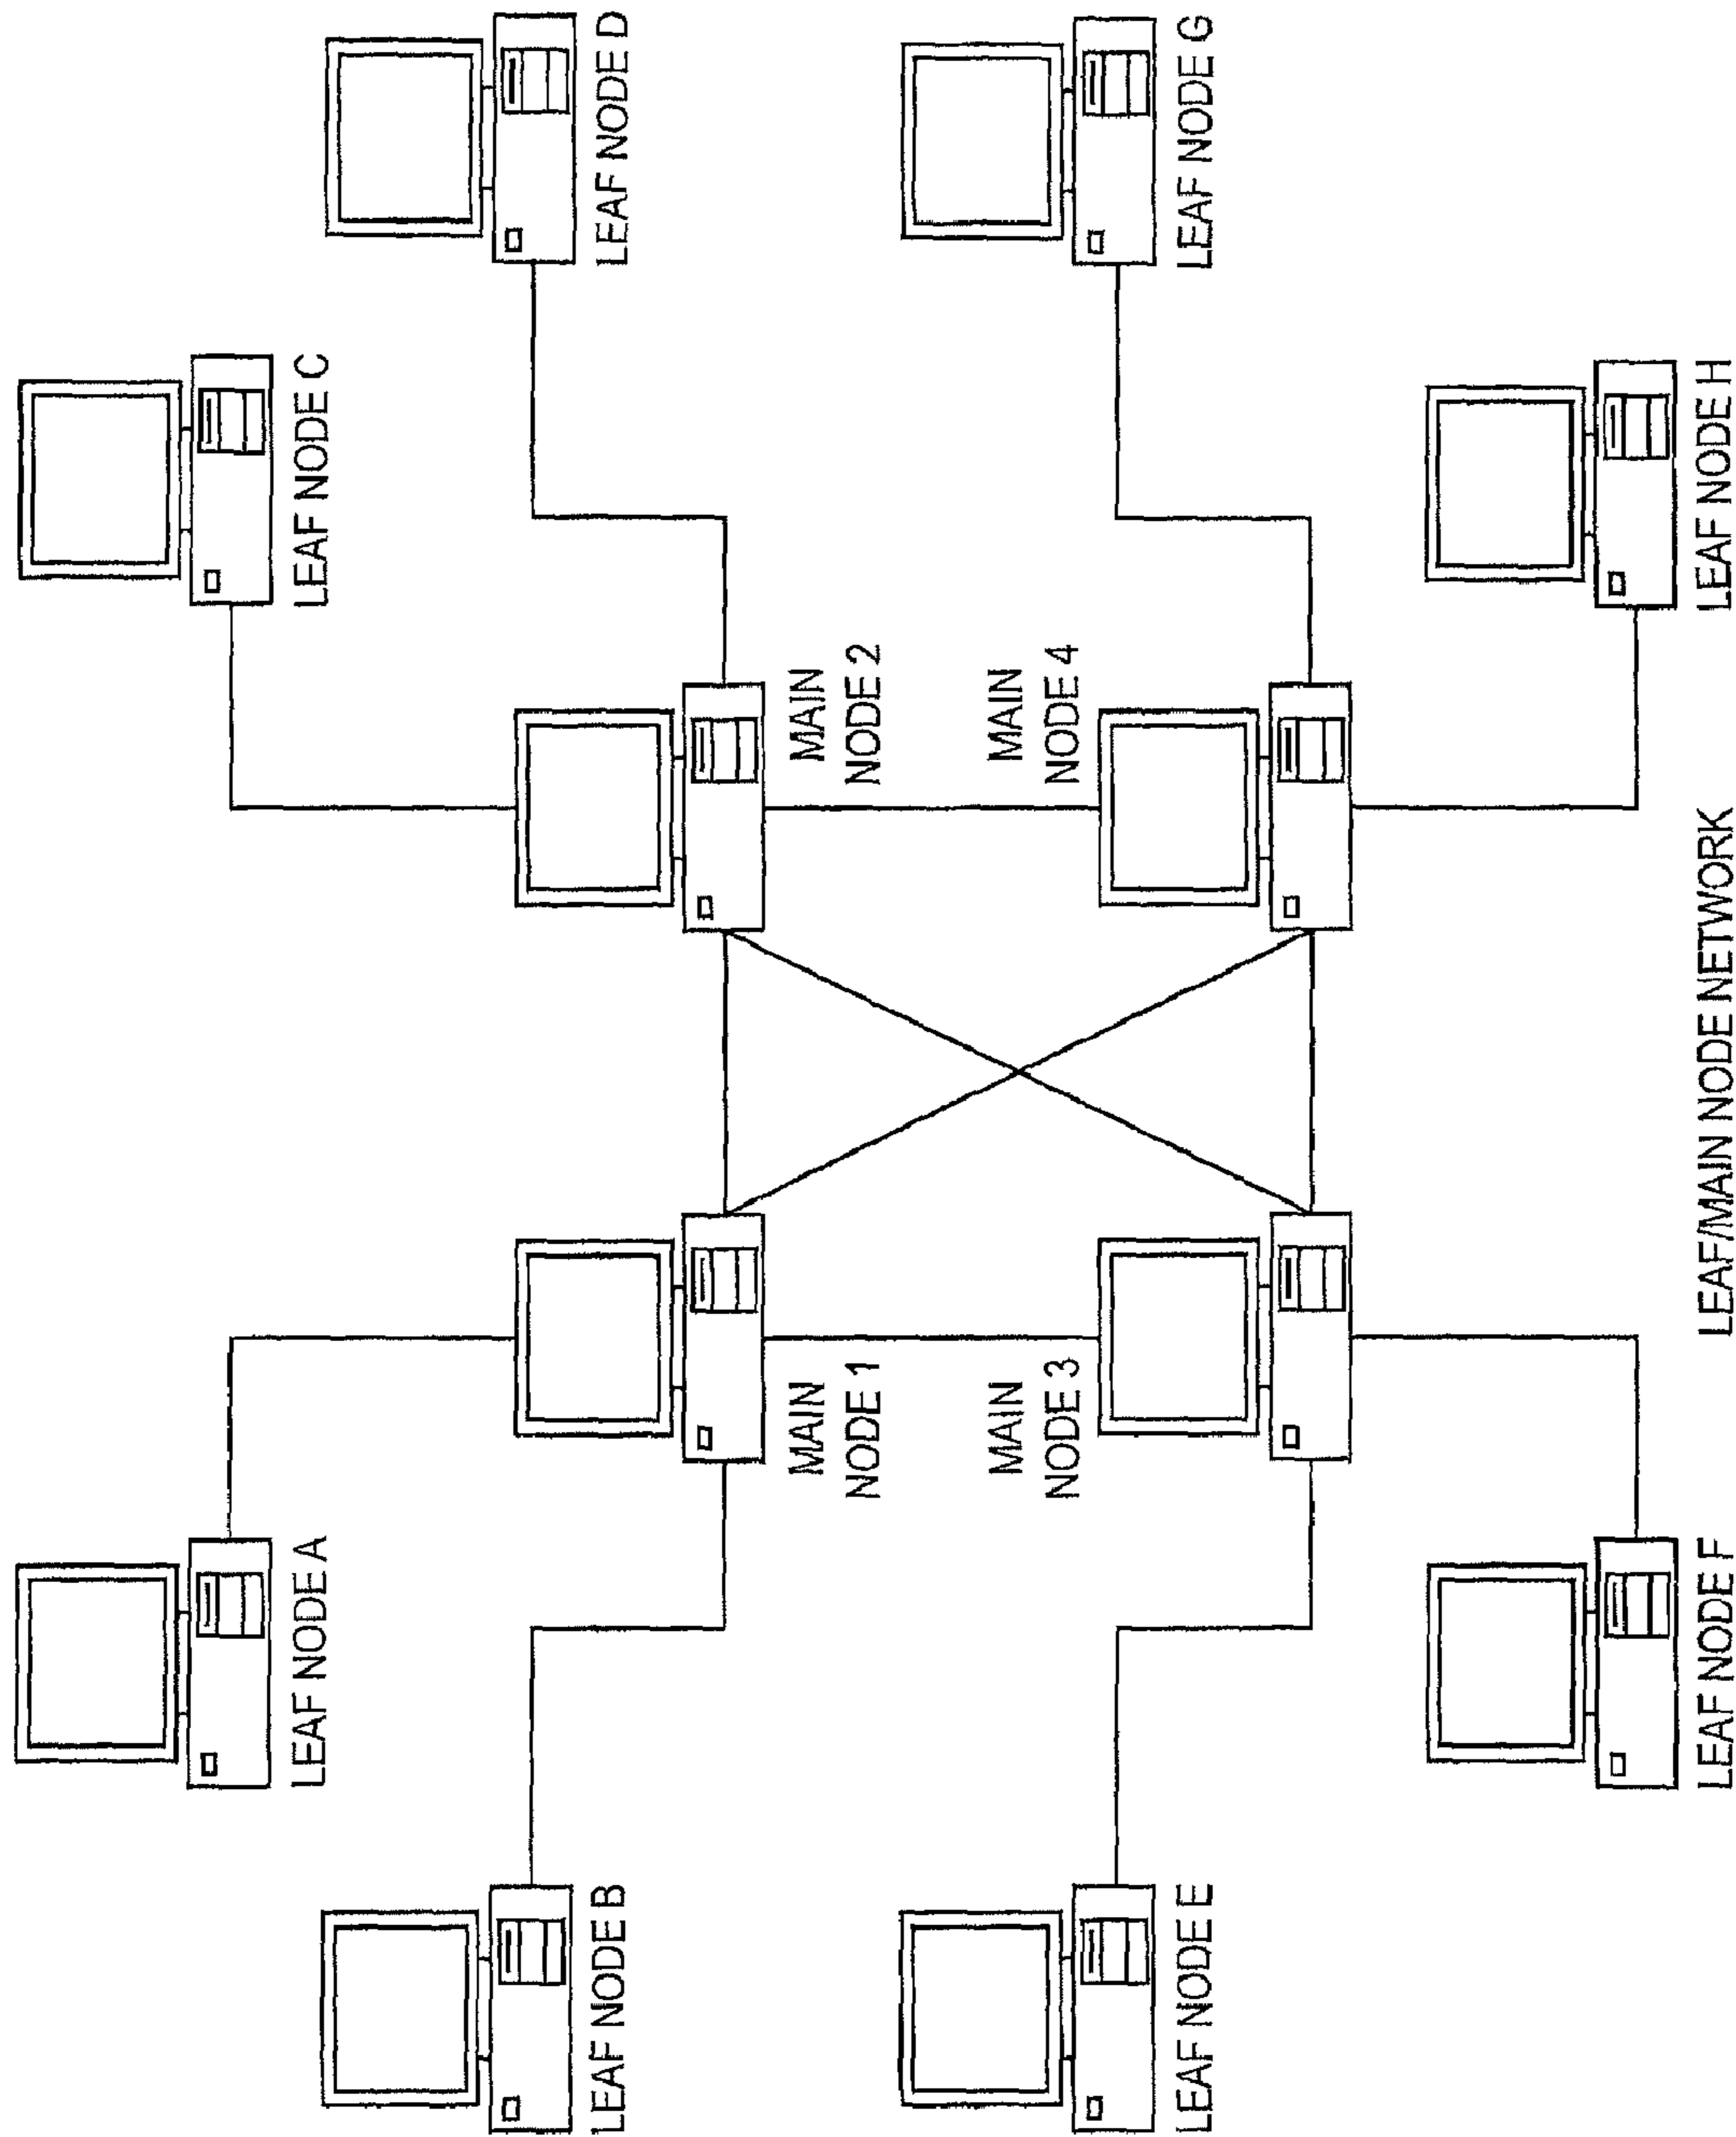 LEAF NODE A
LEAF NODE C
LEAF NODE B
LEAF NODE D
MAIN
NODE 1
MAIN
NODE 2
MAIN
NODE 3
MAIN
NODE 4
LEAF NODE E
LEAF NODE G
LEAF NODE F
LEAF NODE H
LEAF/MAIN NODE NETWORK